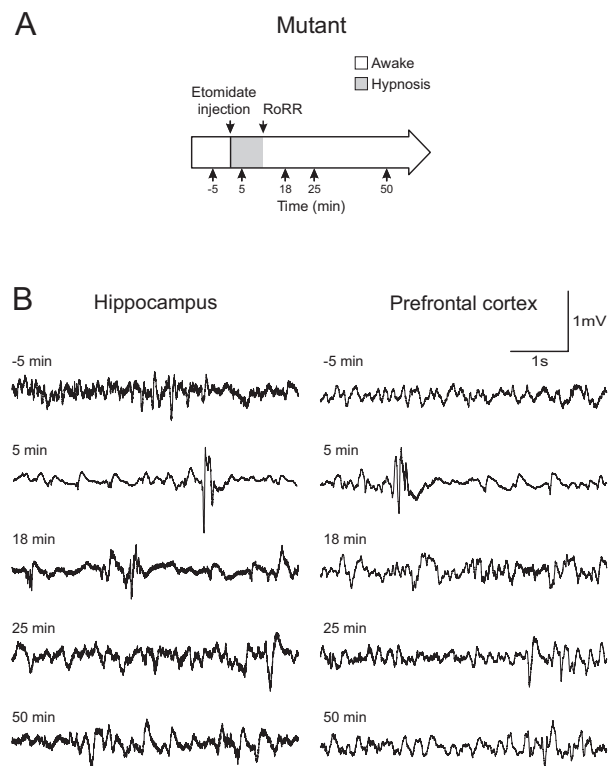 A
Mutant
Awake
Hypnosis
Etomidate
injection
RoRR
-5
5
18
25
50
Time (min)
B
Hippocampus
Prefrontal cortex
1mV
1s
-5 min
-5 min
5 min
5 min
18 min
18 min
25 min
25 min
50 min
50 min